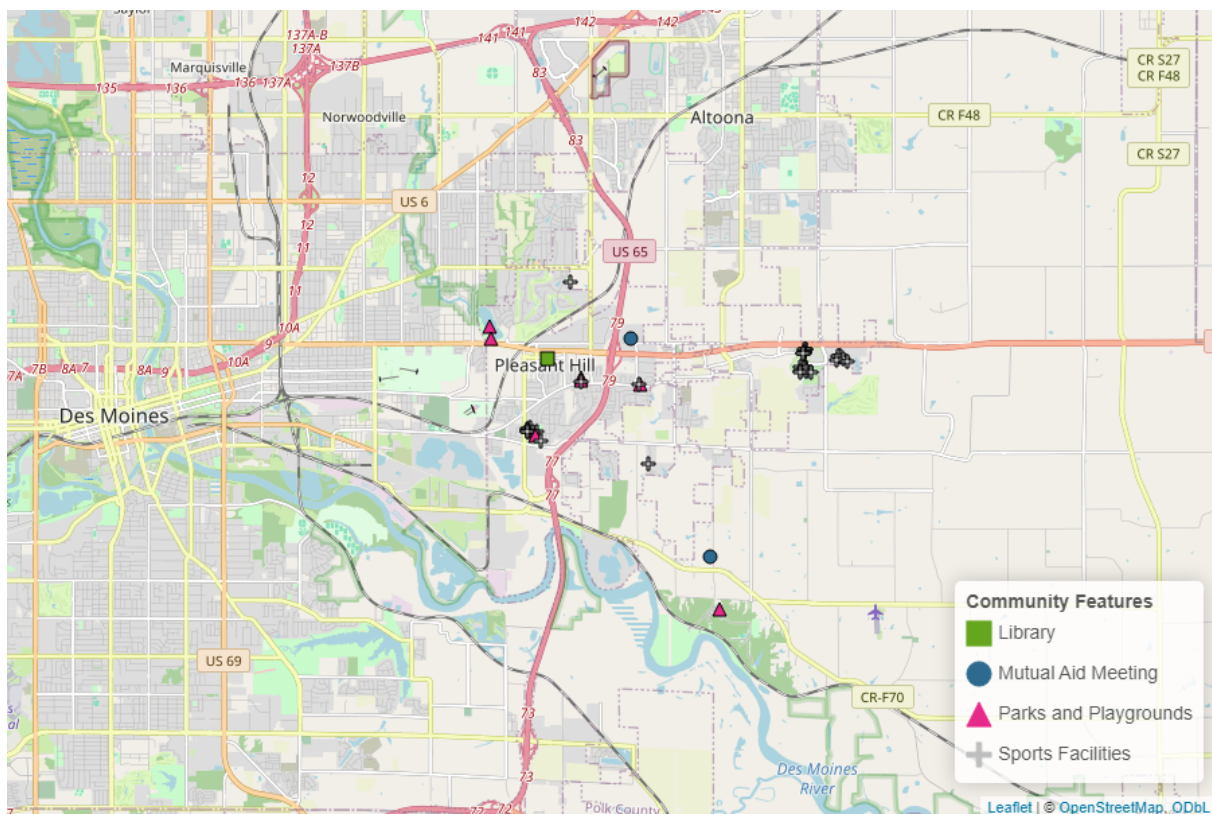 Saylor
142
143
142
141
141
137A-B
137A
137B
136
137A
136
135
Marquisville
83
CR S27
CR F48
Norwoodville
Altoona
CR F48
83
CR S27
12
US 6
12
11
11
US 65
10A
79
9
10A
7B
8A
7
8A
9
7A
Pleasant Hill
79
Des Moines
77
77
US 69
CR-F70
73
73
Des Moines
River
77
72
Polk County
Community Features
Library
Mutual Aid Meeting
Parks and Playgrounds
Sports Facilities
Leaflet | © OpenStreetMap, ODbL